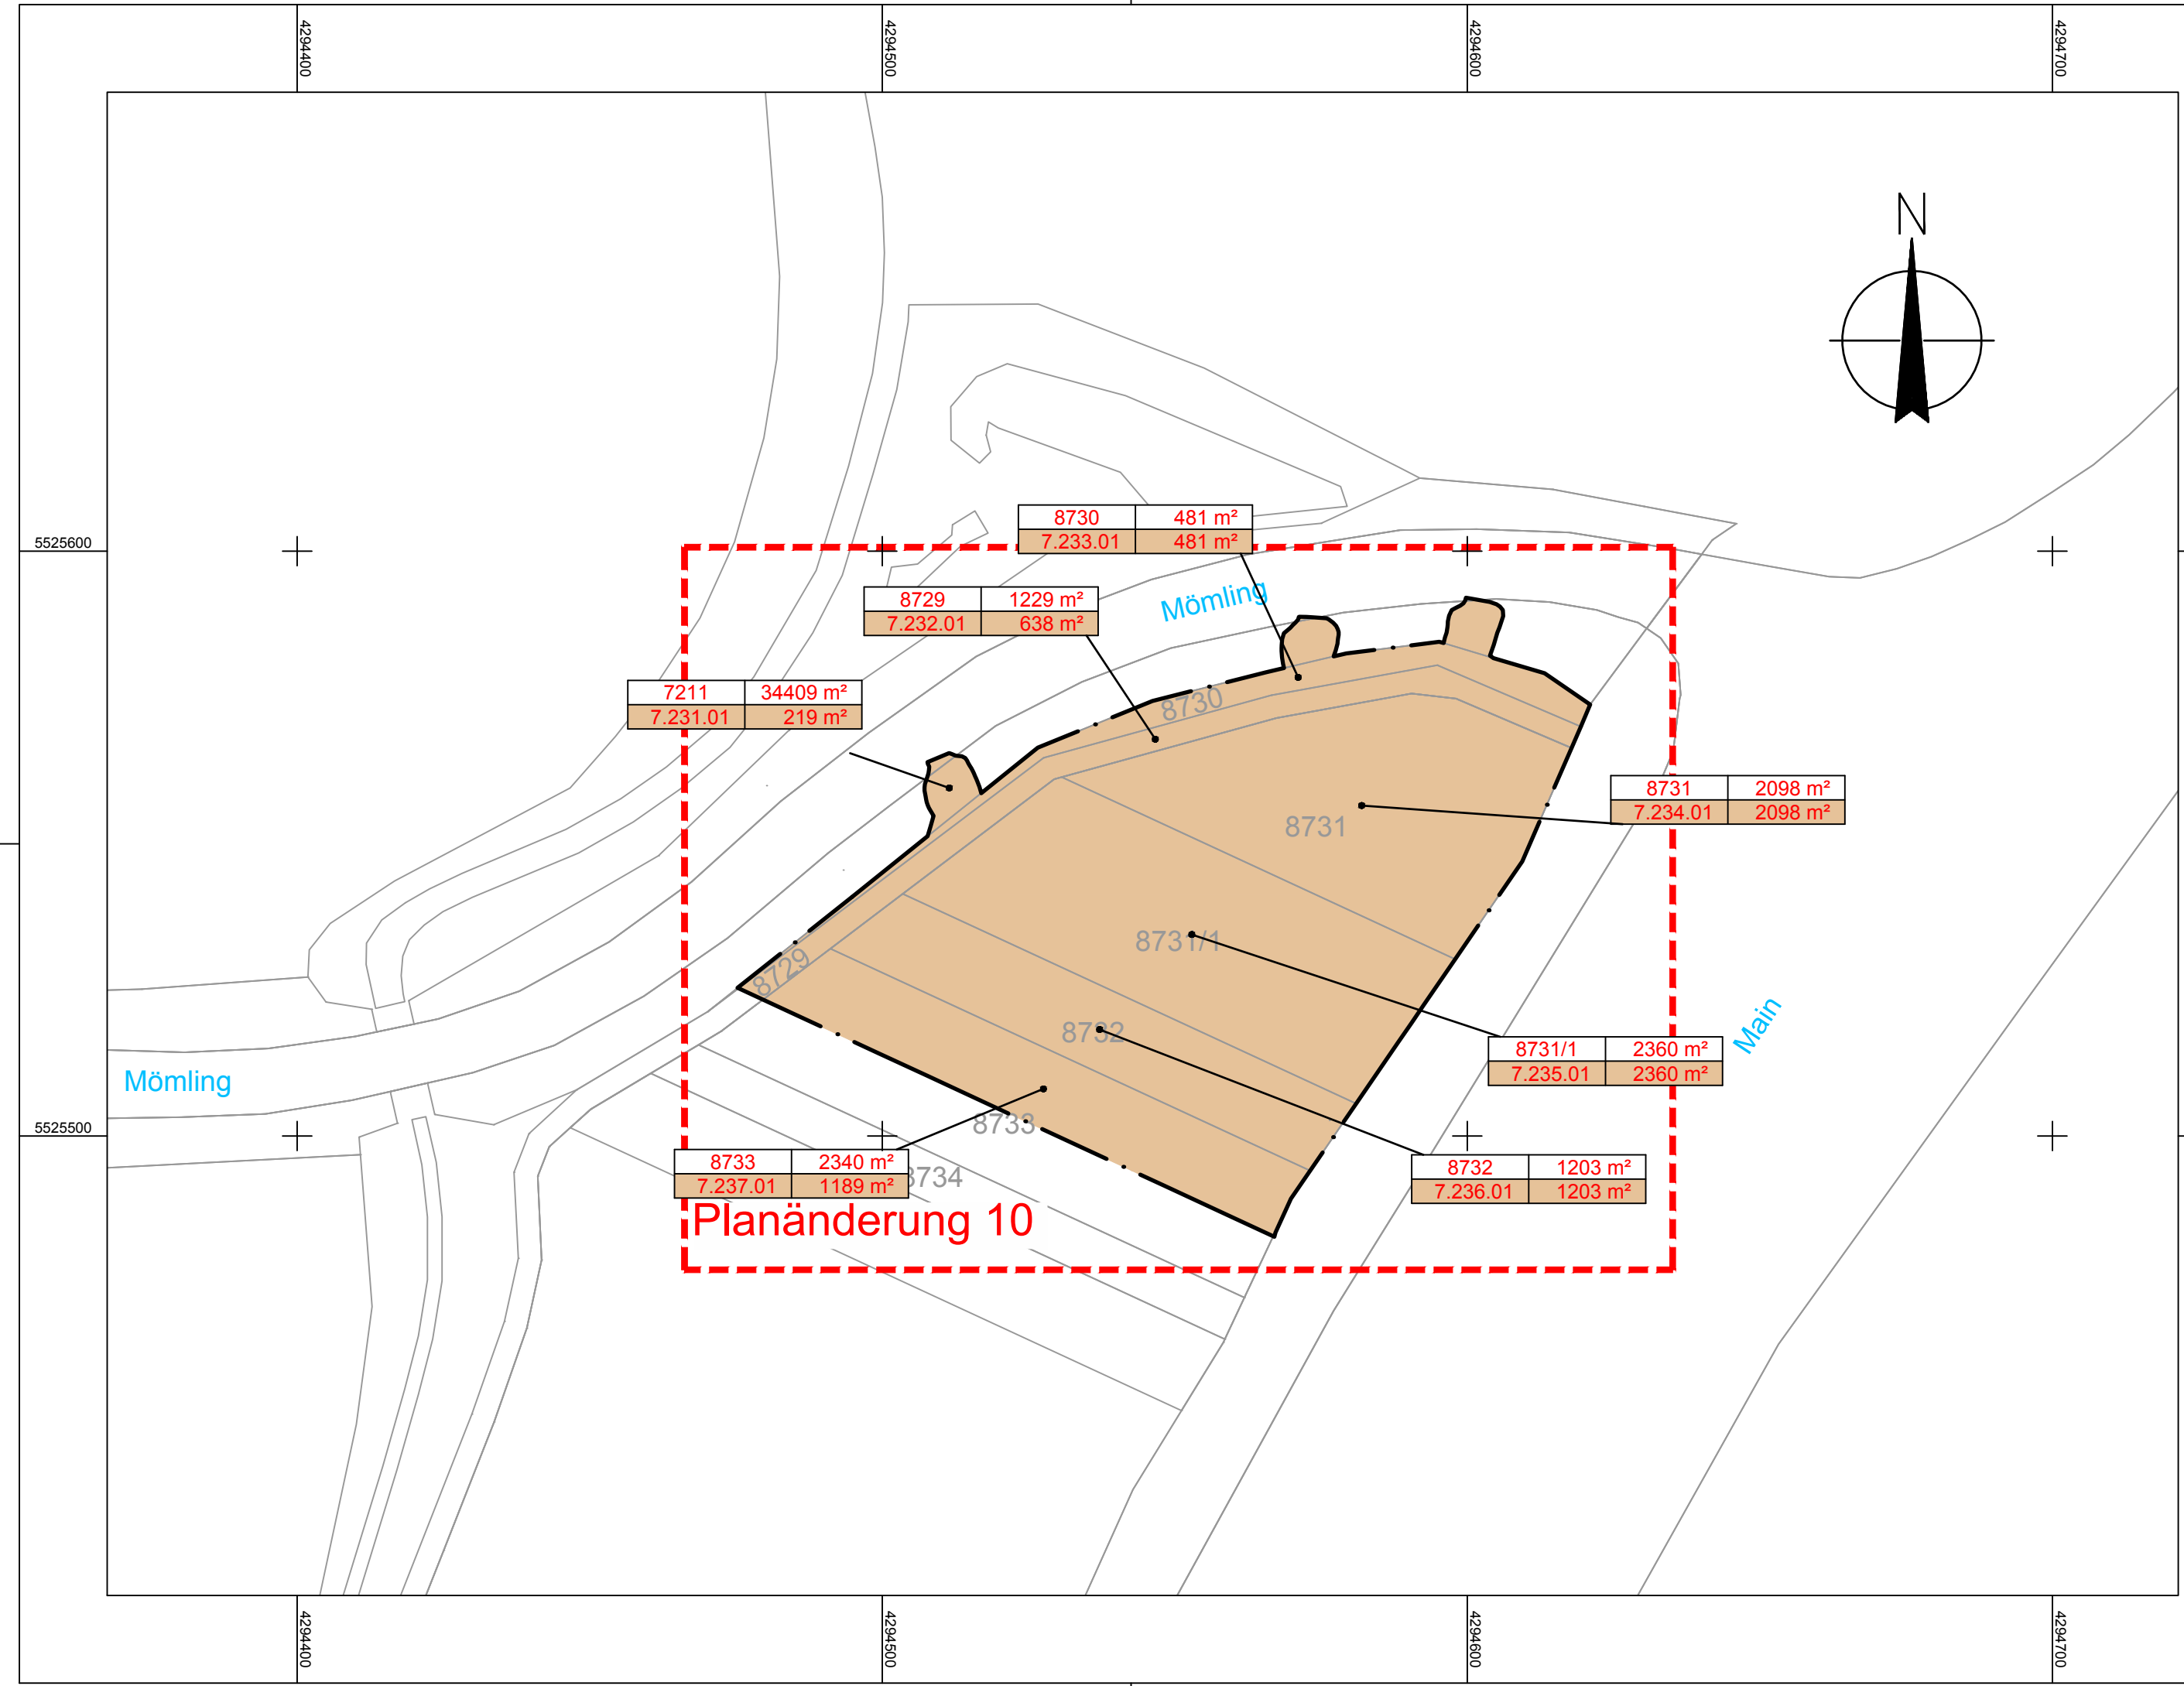 4294400
4294500
4294600
4294700
N
5525600
8730 481 m²
7.233.01 481 m²
Mömling
8729 1229 m²
7.232.01 638 m²
7211 34409 m²
7.231.01 219 m²
8730
8731 2098 m²
7.234.01 2098 m²
8731
8731/1
8729
8732
Main
8731/1 2360 m²
7.235.01 2360 m²
Mömling
5525500
8733
8733 2340 m²
7.237.01 1189 m²
8734
8732 1203 m²
7.236.01 1203 m²
Planänderung 10
4294400
4294500
4294600
4294700